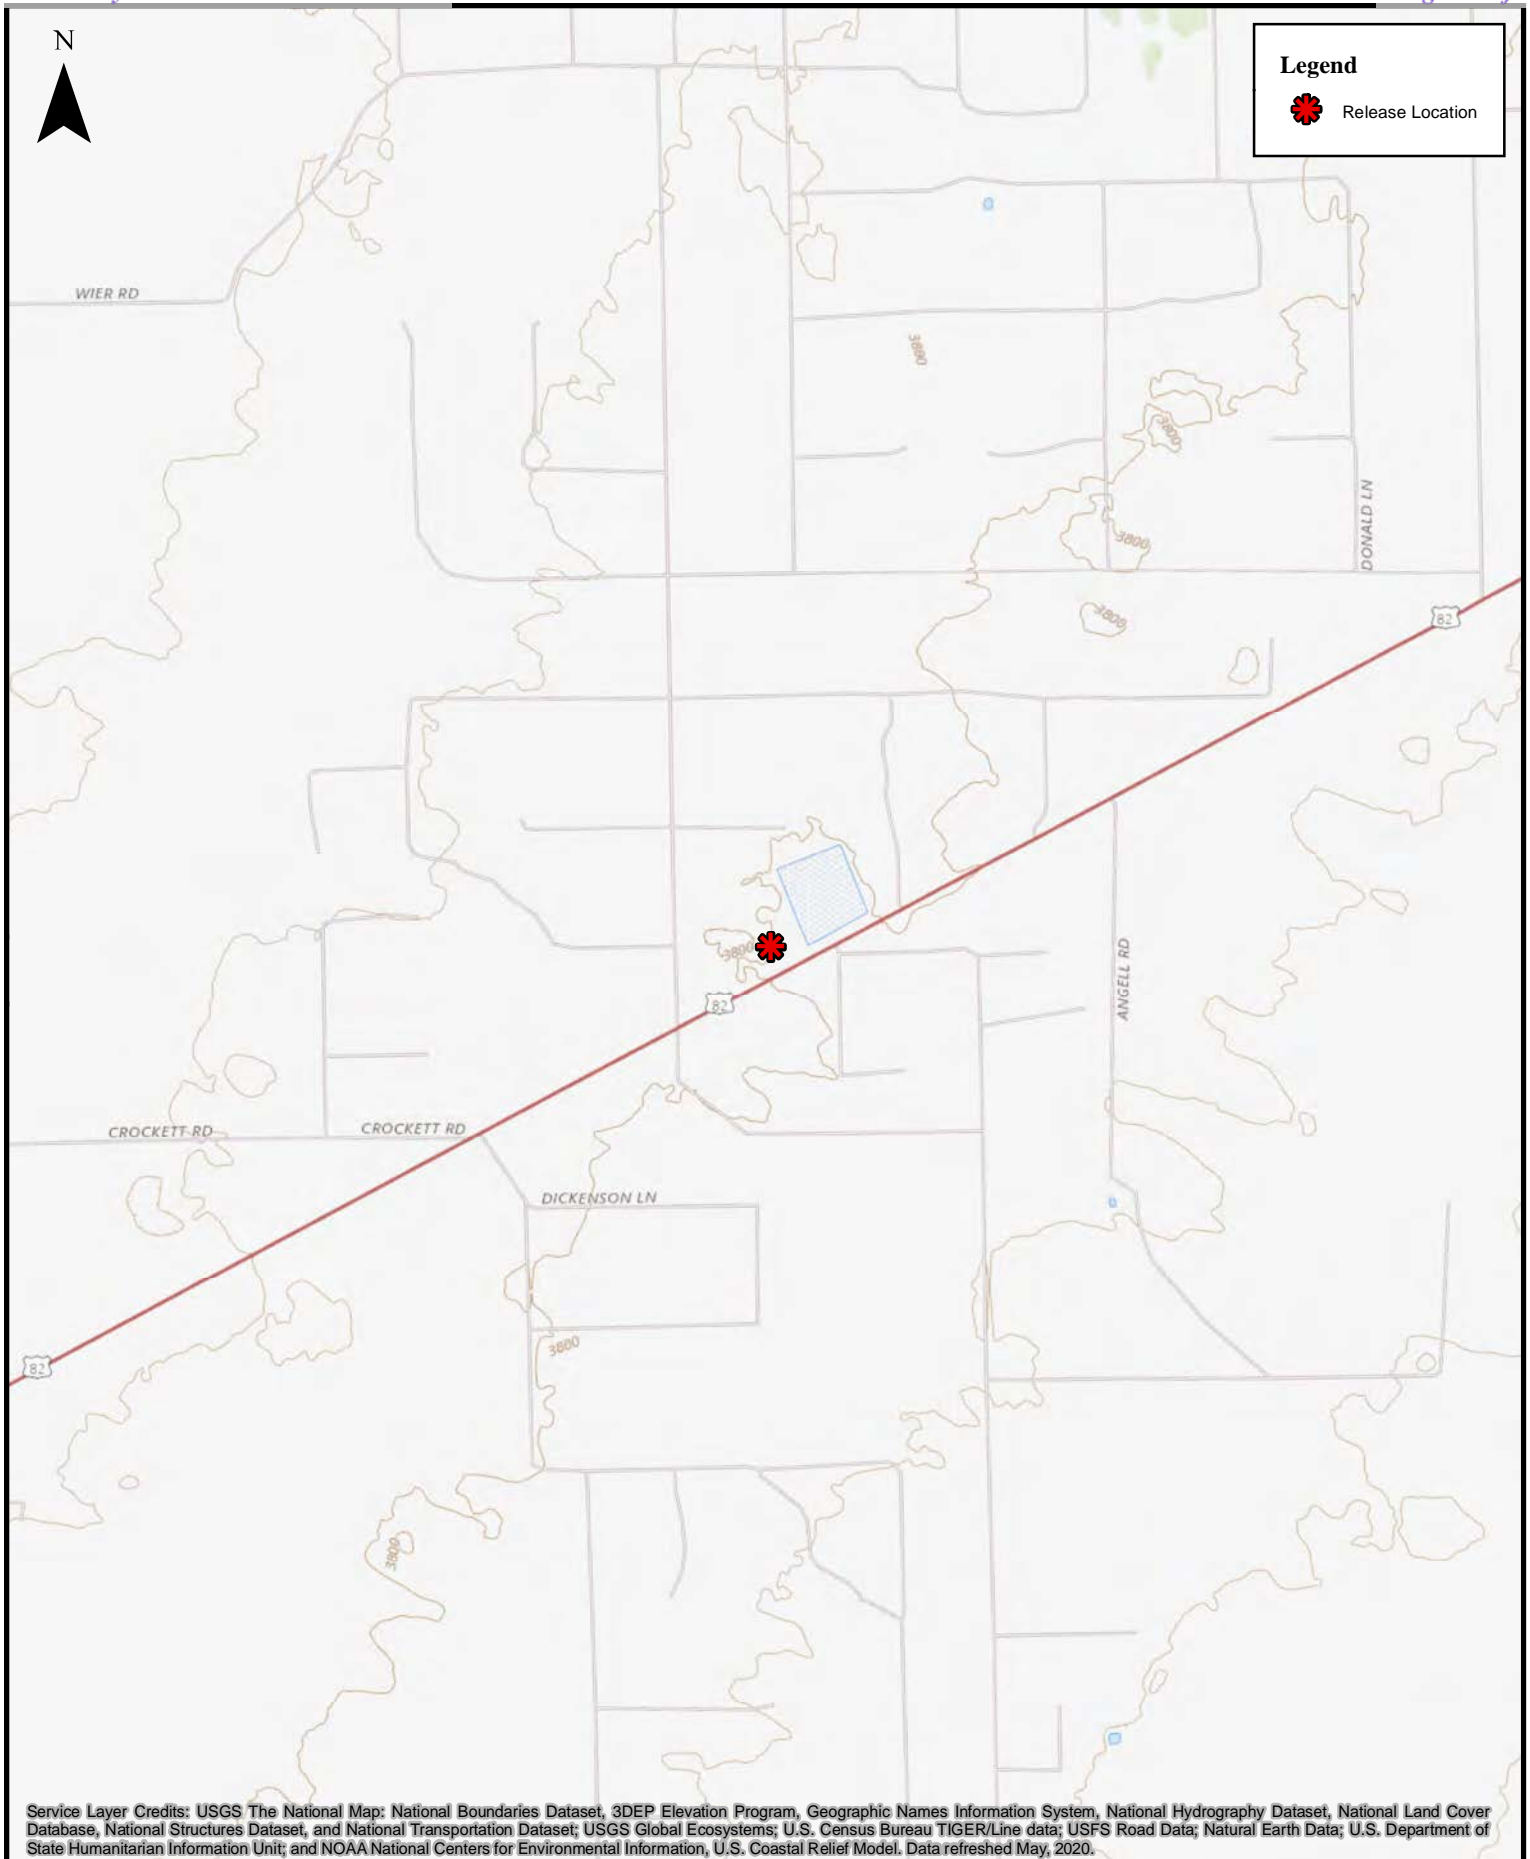 N
Legend
Release Location
WIER RD
3800
3800
DONALD LN
3800
3800
82
3800
ANGELL RD
82
CROCKETT RD
CROCKETT RD
DICKENSON LN
3800
82
3800
Service Layer Credits: USGS The National Map: National Boundaries Dataset, 3DEP Elevation Program, Geographic Names Information System, National Hydrography Dataset, National Land Cover
Database, National Structures Dataset, and National Transportation Dataset; USGS Global Ecosystems; U.S. Census Bureau TIGER/Line data; USFS Road Data; Natural Earth Data; U.S. Department of
State Humanitarian Information Unit; and NOAA National Centers for Environmental Information, U.S. Coastal Relief Model. Data refreshed May, 2020.